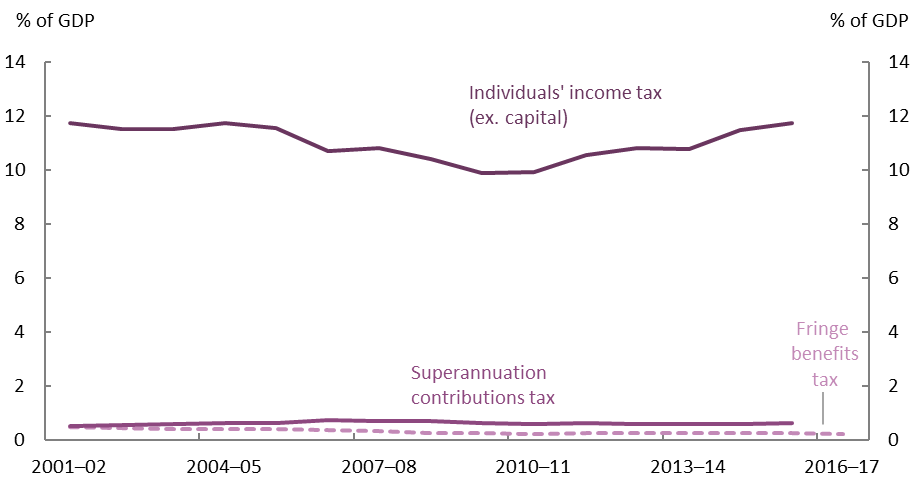 % of GDP
% of GDP
14
14
Individuals' income tax
(ex. capital)
12
12
10
10
8
8
6
6
4
4
Fringe
benefits
tax
Superannuation
contributions tax
2
2
0
0
2001–02
2004–05
2007–08
2010–11
2013–14
2016–17